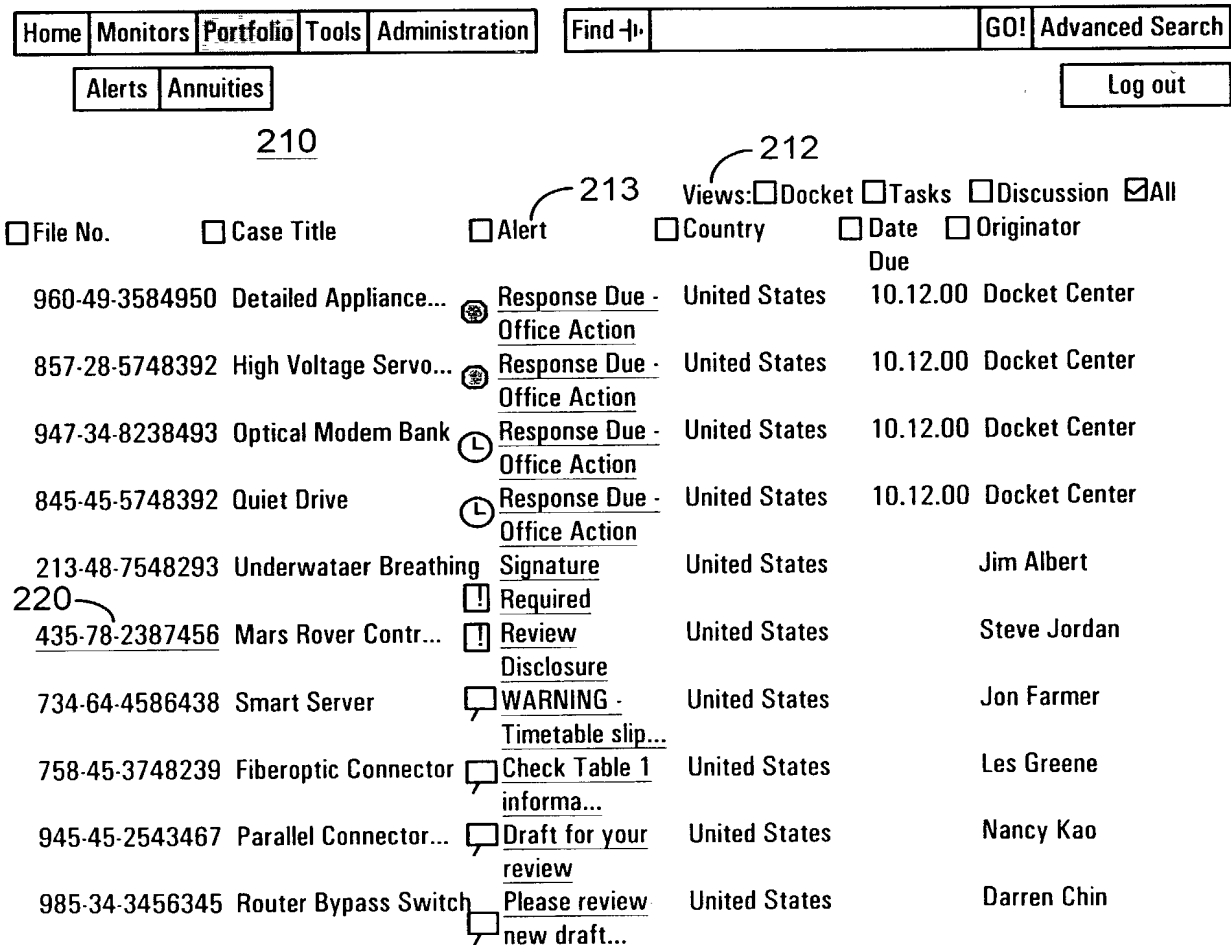 Home Monitors Portfolio Tools Administration Find GO! Advanced Search
Alerts Annuities Log out
210
212
213 Views: Docket Tasks Discussion All
File No. Case Title Alert Country Date Originator
Due
960-49-3584950 Detailed Appliance... Response Due - United States 10.12.00 Docket Center
Office Action
857-28-5748392 High Voltage Servo... Response Due - United States 10.12.00 Docket Center
Office Action
947-34-8238493 Optical Modem Bank Response Due - United States 10.12.00 Docket Center
Office Action
845-45-5748392 Quiet Drive Response Due - United States 10.12.00 Docket Center
Office Action
213-48-7548293 Underwataer Breathing Signature United States Jim Albert
220 ! Required
435-78-2387456 Mars Rover Contr... ! Review United States Steve Jordan
Disclosure
734-64-4586438 Smart Server WARNING - United States Jon Farmer
Timetable slip...
758-45-3748239 Fiberoptic Connector Check Table 1 United States Les Greene
informa...
945-45-2543467 Parallel Connector... Draft for your United States Nancy Kao
review
985-34-3456345 Router Bypass Switch Please review United States Darren Chin
new draft...